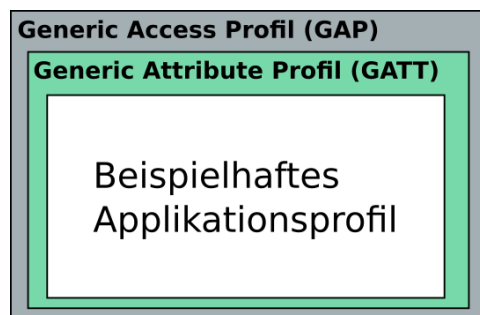 Generic Access Profil (GAP)
Generic Attribute Profil (GATT)
Beispielhaftes
Applikationsprofil